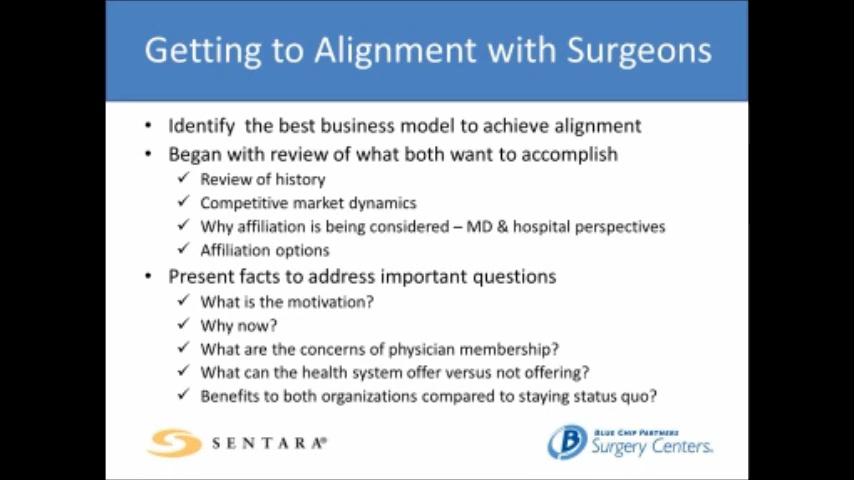 Getting to Alignment with Surgeons
• Identify the best business model to achieve alignment
• Began with review of what both want to accomplish
✓ Review of history
✓ Competitive market dynamics
✓ Why affiliation is being considered – MD & hospital perspectives
✓ Affiliation options
• Present facts to address important questions
✓ What is the motivation?
✓ Why now?
✓ What are the concerns of physician membership?
✓ What can the health system offer versus not offering?
✓ Benefits to both organizations compared to staying status quo?
SENTARA®
B
BLUE CHIP PARTNERS
Surgery Centers